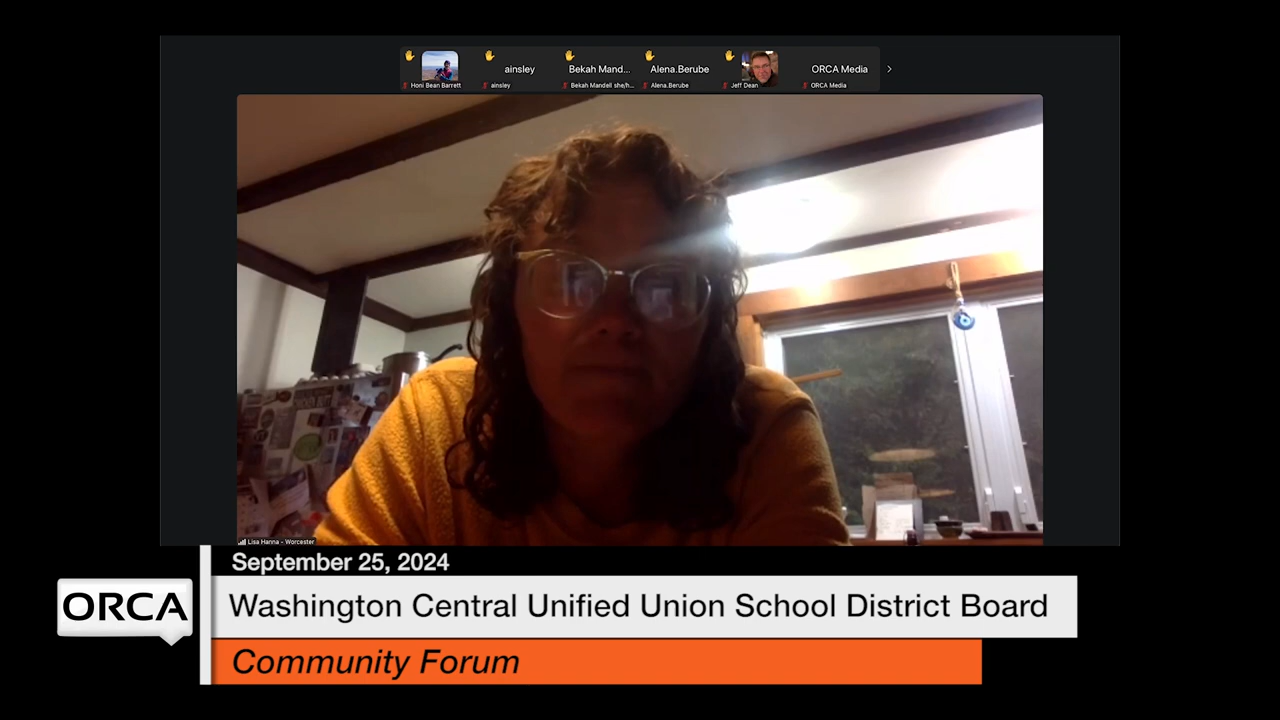 ainsley
Bekah Mand...
Alena.Berube
ORCA Media
Honi Bean Barrett
ainsley
Bekah Mandell she/h...
Alena.Berube
Jeff Dean
ORCA Media
Lisa Hanna - Worcester
September 25, 2024
ORCA
Washington Central Unified Union School District Board
Community Forum